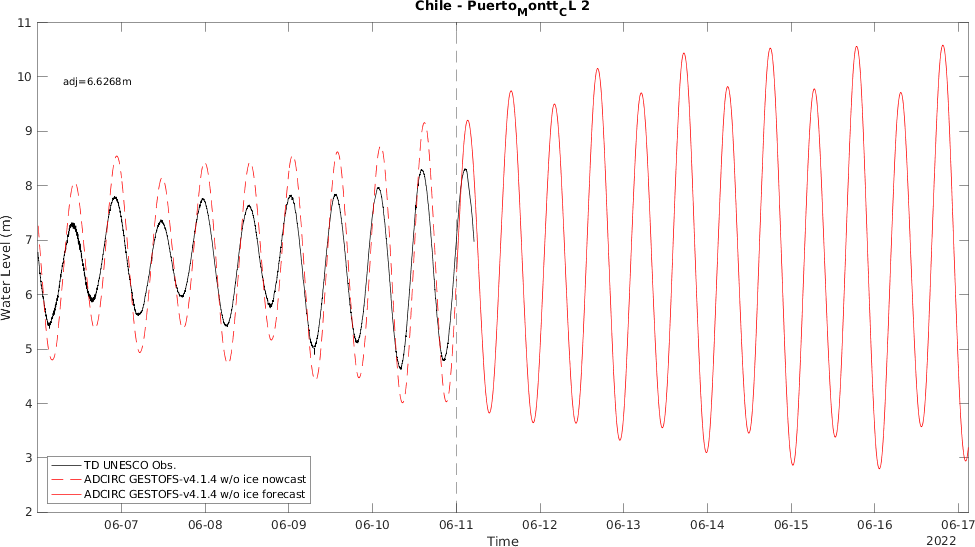 Chile - PuertoMonttCL 2
adj=6.6268m
11
10
9
8
7
6
5
4
3
2
Water Level (m)
TD UNESCO Obs.
ADCIRC GESTOFS-v4.1.4 w/o ice nowcast
ADCIRC GESTOFS-v4.1.4 w/o ice forecast
06-07 06-08 06-09 06-10 06-11 06-12 06-13 06-14 06-15 06-16 06-17
Time
2022